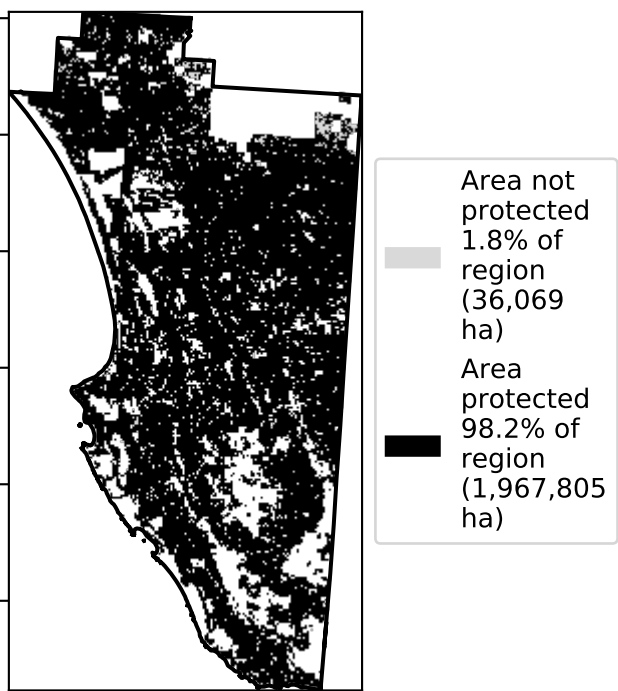 Area not
protected
1.8% of
region
(36,069
ha)
Area
protected
98.2% of
region
(1,967,805
ha)